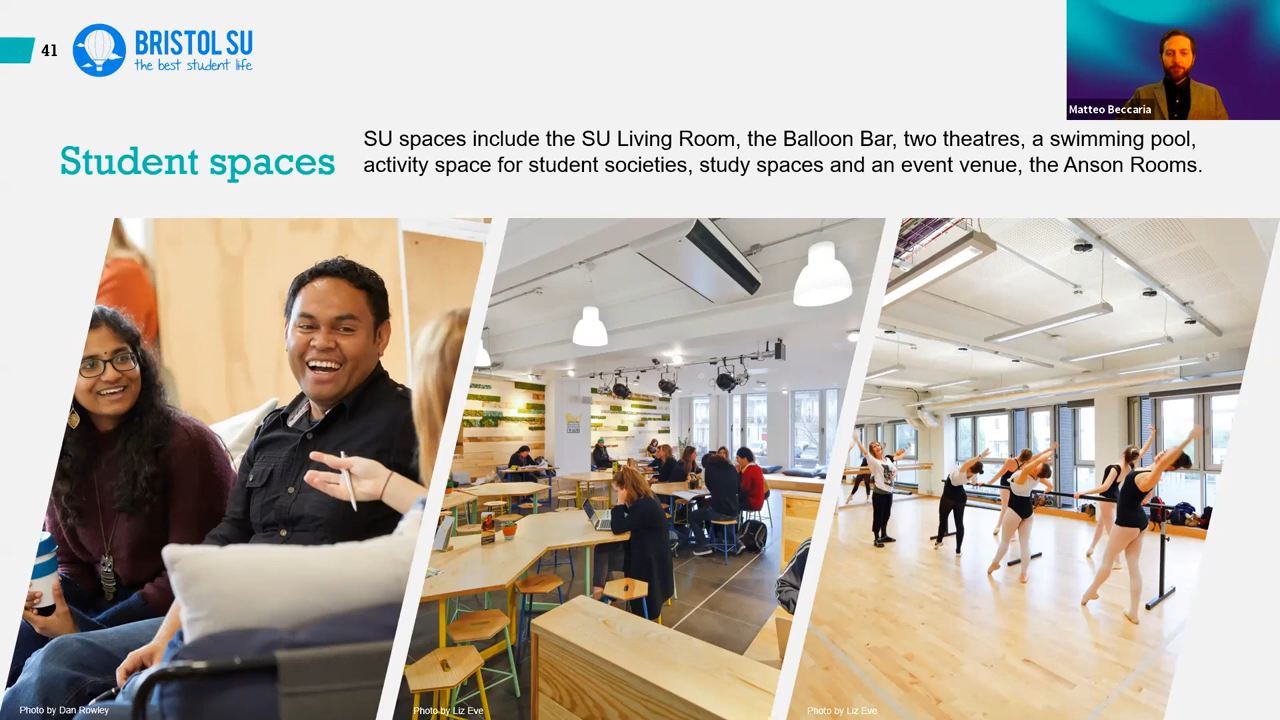 41
BRISTOL SU
the best student life
Matteo Beccaria
Student spaces
SU spaces include the SU Living Room, the Balloon Bar, two theatres, a swimming pool,
activity space for student societies, study spaces and an event venue, the Anson Rooms.
Photo by Dan Rowley
Photo by Liz Eve
Photo by Liz Eve